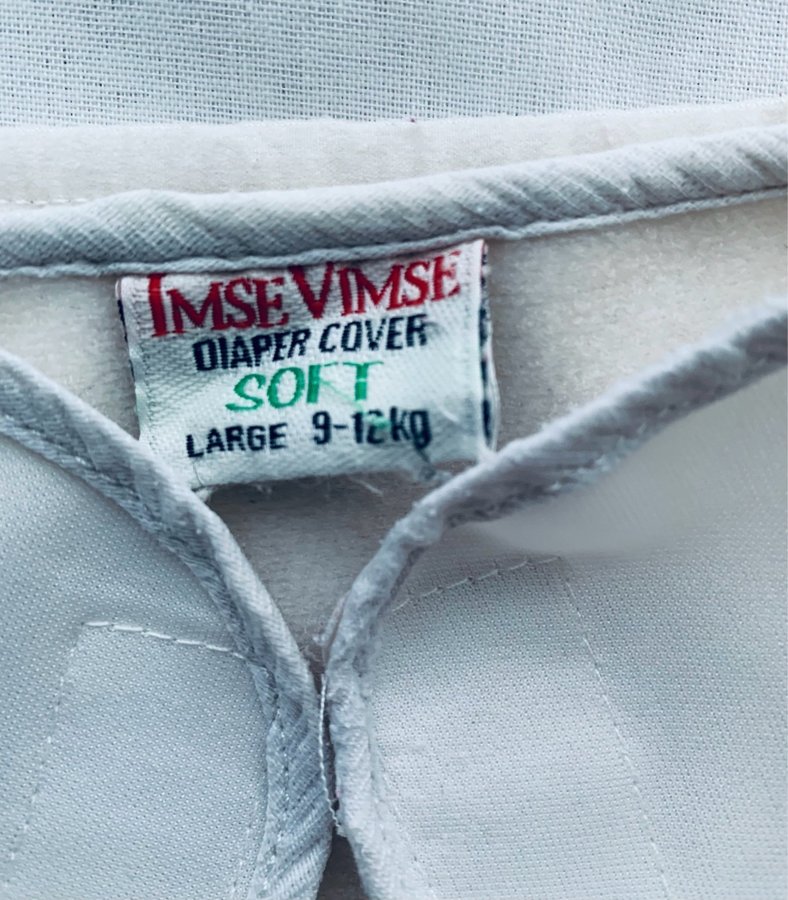 IMSE VIMSE
DIAPER COVER
SOFT
LARGE 9-12kg